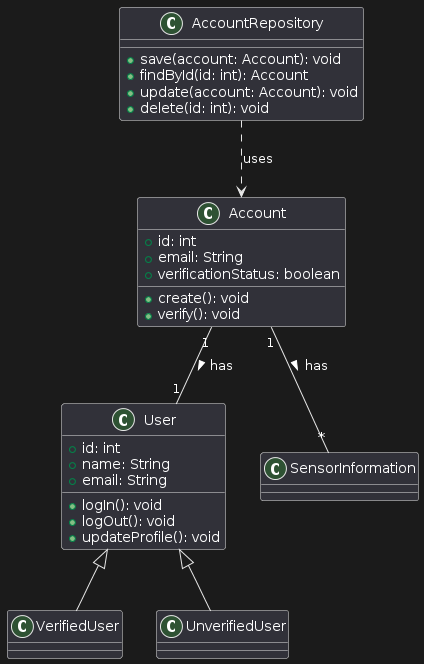 C AccountRepository
save(account: Account): void
findById(id: int): Account
update(account: Account): void
delete(id: int): void
uses
C Account
id: int
email: String
verificationStatus: boolean
create(): void
verify(): void
1
1
has
has
1
*
C User
id: int
name: String
email: String
logIn(): void
logOut(): void
updateProfile(): void
C SensorInformation
C VerifiedUser
C UnverifiedUser